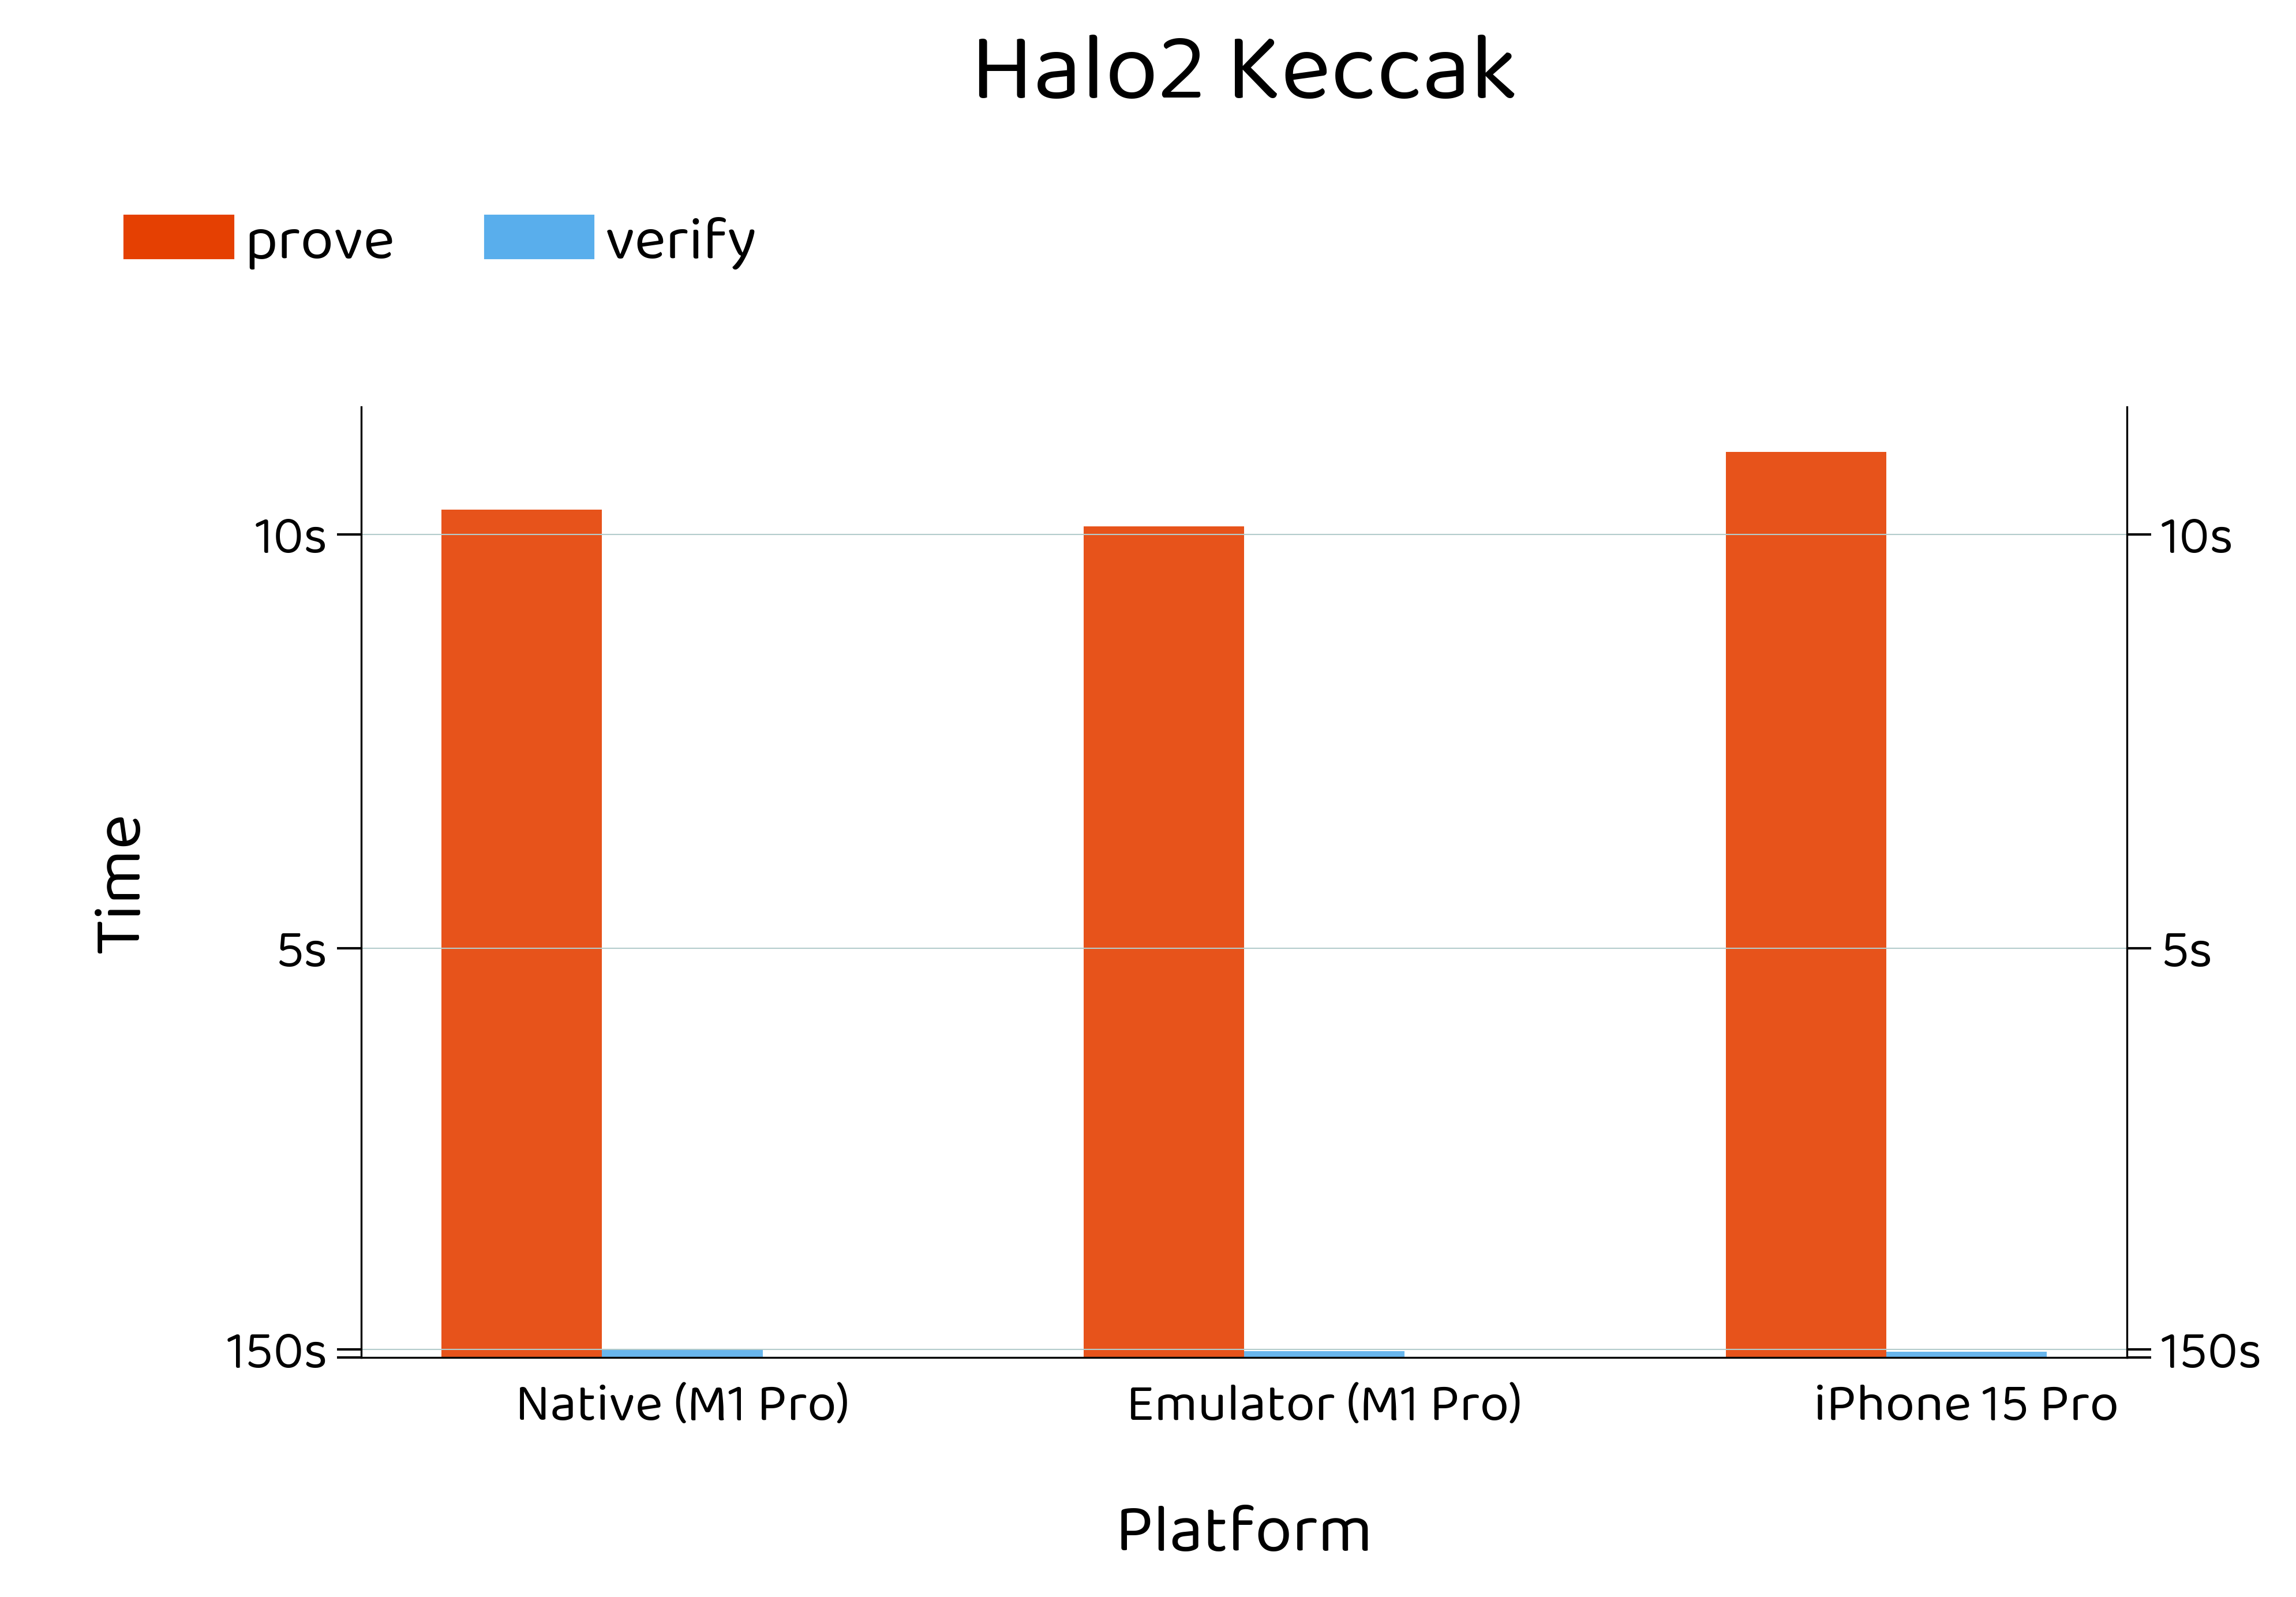 Halo2 Keccak
prove
verify
10s
10s
5s
5s
150s
150s
Time
Native (M1 Pro)
Emulator (M1 Pro)
iPhone 15 Pro
Platform